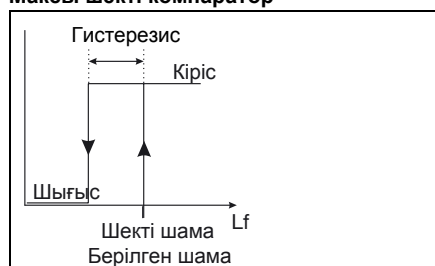 Максы шекті компаратор
Гистерезис
Кіріс
Шығыс
Lf
Шекті шама
Берілген шама